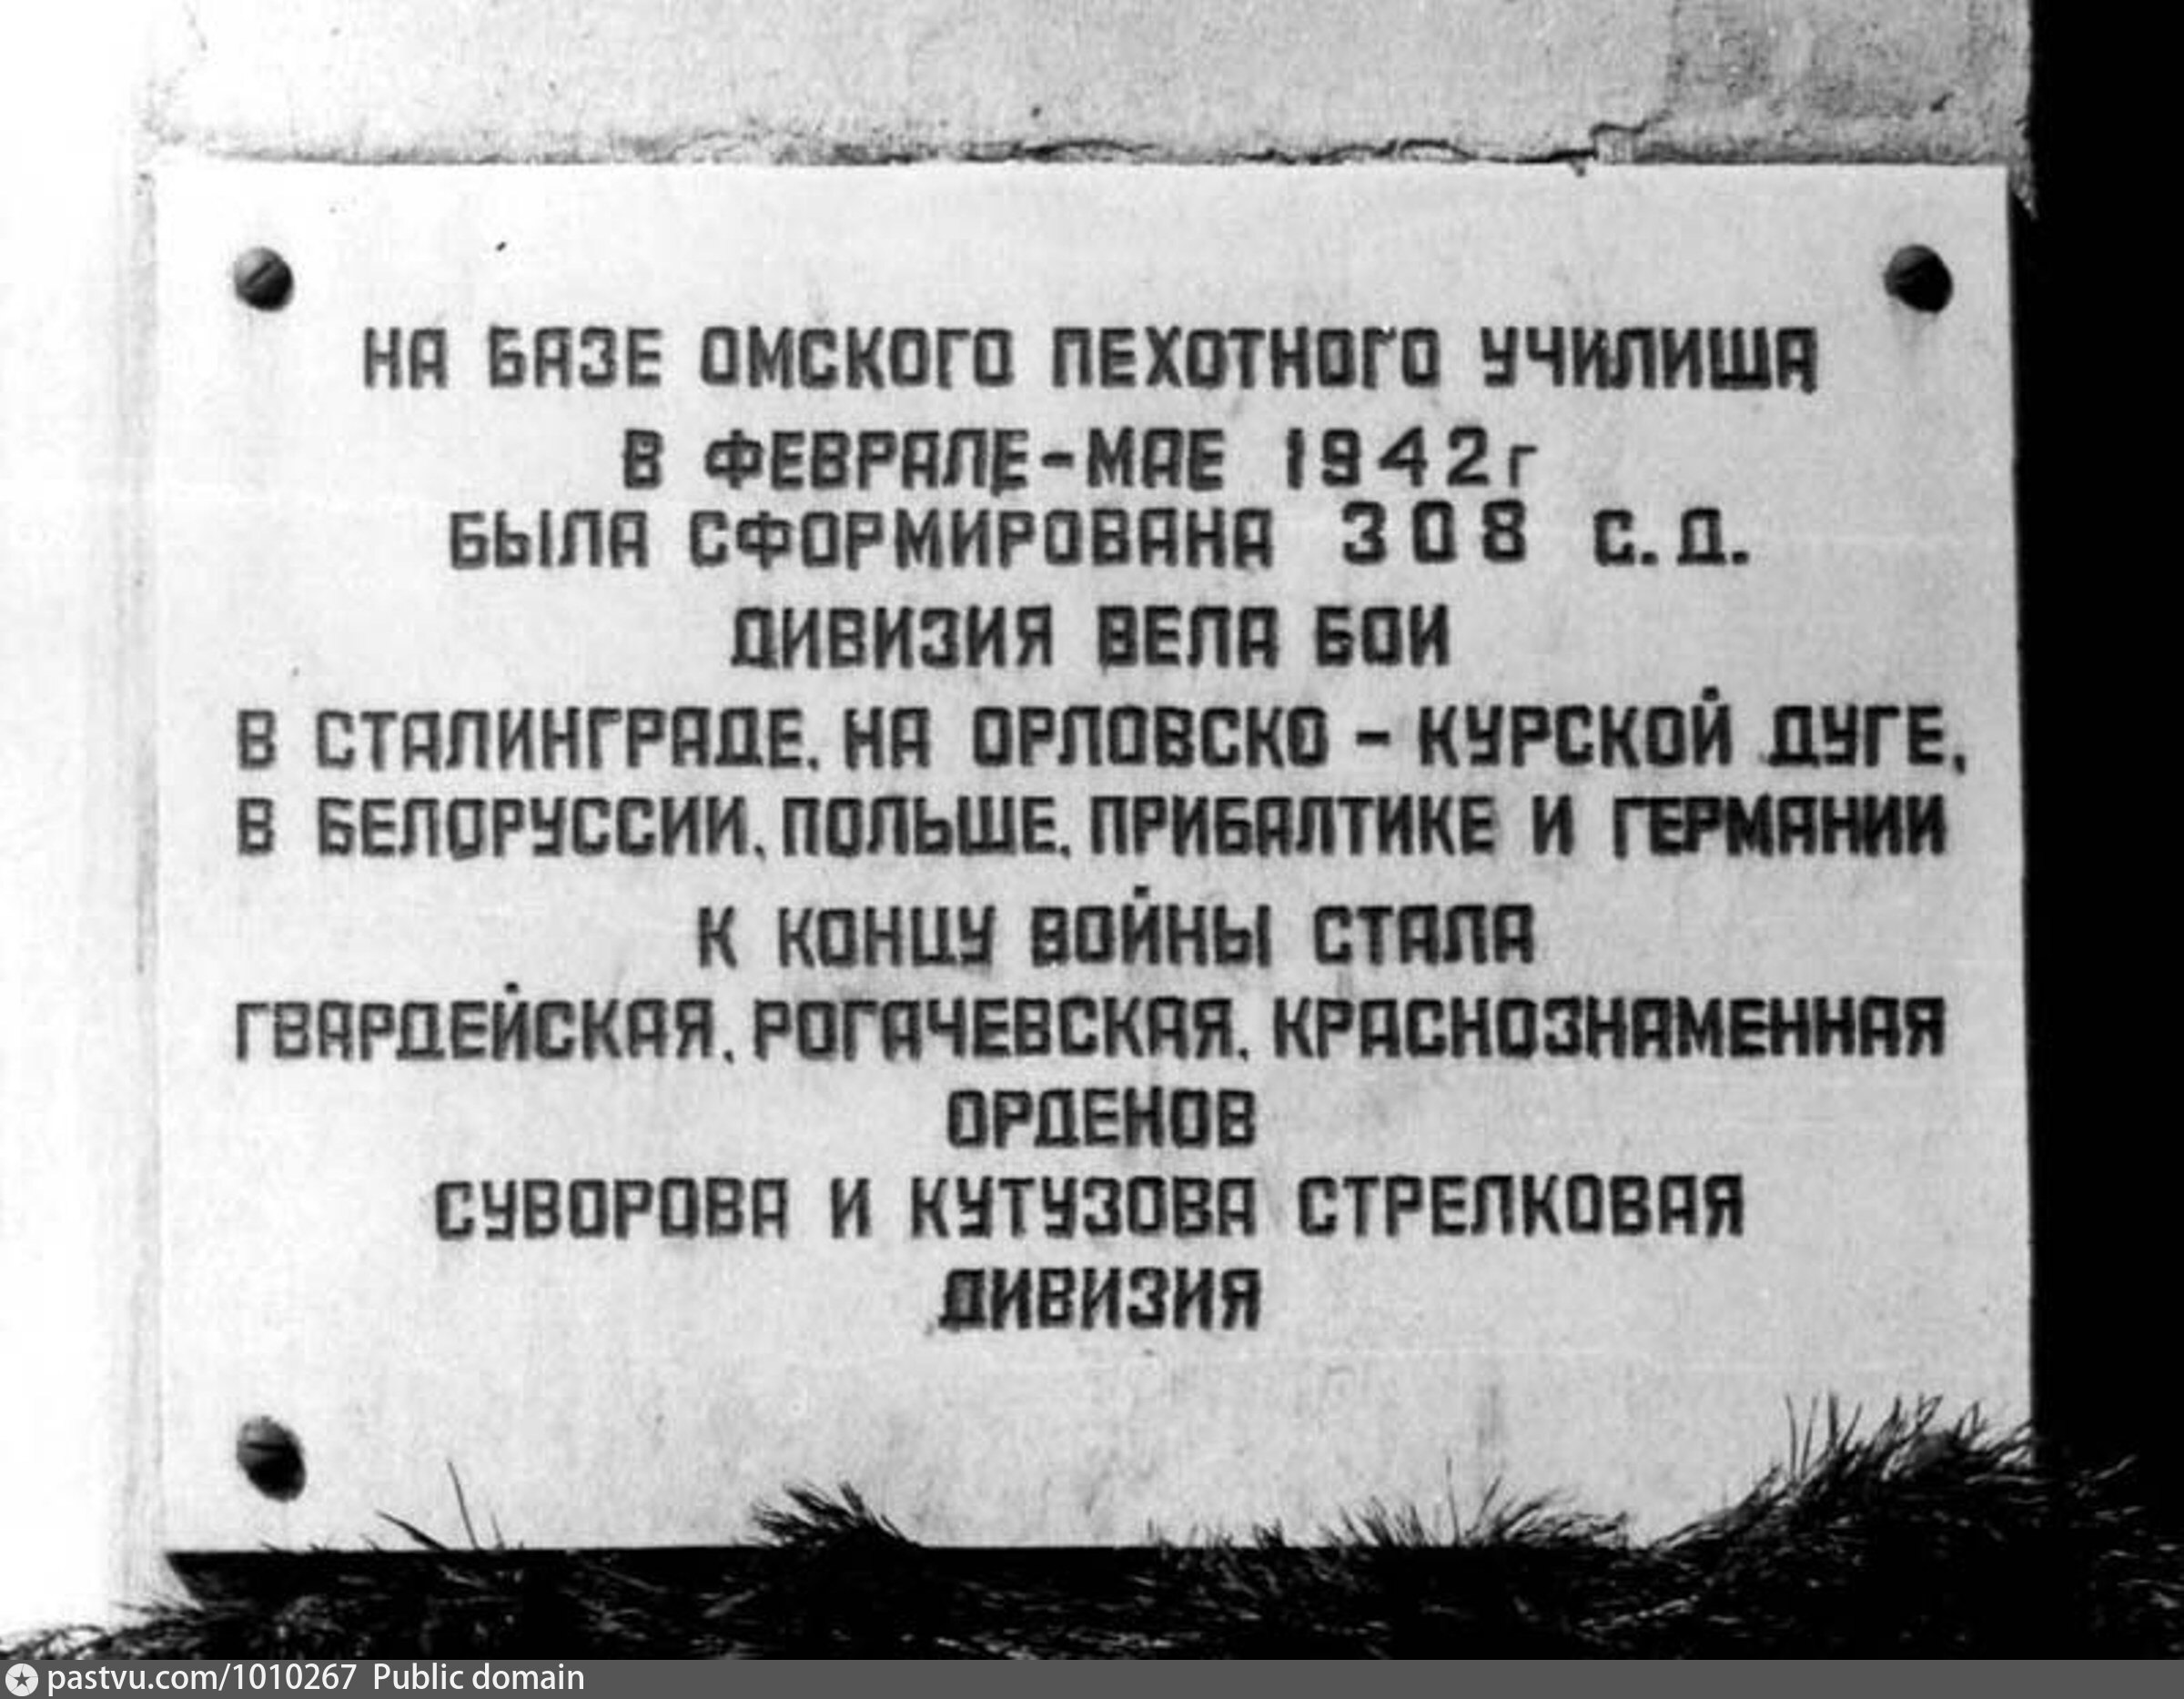 НА БАЗЕ ОМСКОГО ПЕХОТНОГО УЧИЛИЩА
В ФЕВРАЛЕ-МАЕ 1942г
БЫЛА СФОРМИРОВАНА 308 С.Д.
ДИВИЗИЯ ВЕЛА БОИ
В СТАЛИНГРАДЕ, НА ОРЛОВСКО - КУРСКОЙ ДУГЕ,
В БЕЛОРУССИИ, ПОЛЬШЕ, ПРИБАЛТИКЕ И ГЕРМАНИИ
К КОНЦУ ВОЙНЫ СТАЛА
ГВАРДЕЙСКАЯ, РОГАЧЕВСКАЯ, КРАСНОЗНАМЕННАЯ
ОРДЕНОВ
СУВОРОВА И КУТУЗОВА СТРЕЛКОВАЯ
ДИВИЗИЯ
pastvu.com/1010267 Public domain